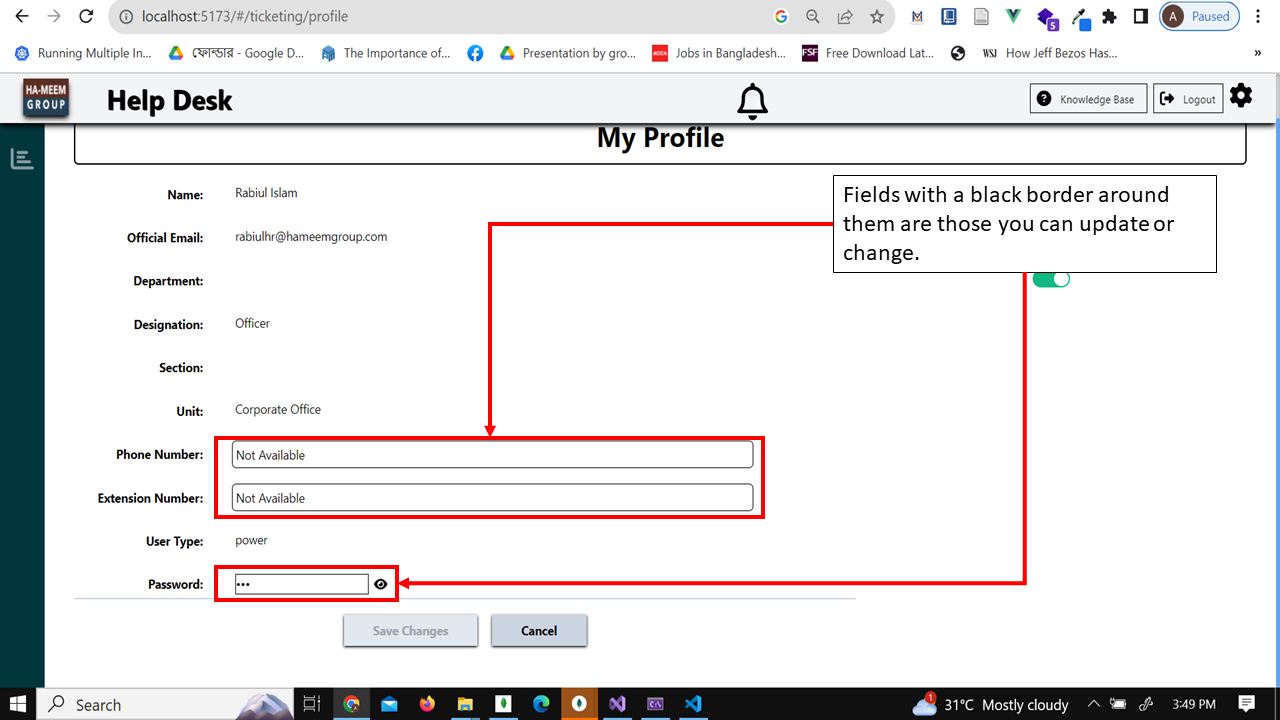 localhost:5173/#/ticketing/profile
5
A Paused
Running Multiple In...
ফোল্ডার - Google D...
The Importance of...
Presentation by gro...
ACCA Jobs in Bangladesh...
FSF Free Download Lat...
WSJ How Jeff Bezos Has...
»
HA-MEEM
GROUP
Help Desk
Knowledge Base
Logout
My Profile
Name: Rabiul Islam
Official Email: rabiulhr@hameemgroup.com
Department:
Designation: Officer
Section:
Unit: Corporate Office
Phone Number: Not Available
Extension Number: Not Available
User Type: power
Password: •••
Save Changes
Cancel
Fields with a black border around
them are those you can update or
change.
Search
1
31°C Mostly cloudy
3:49 PM